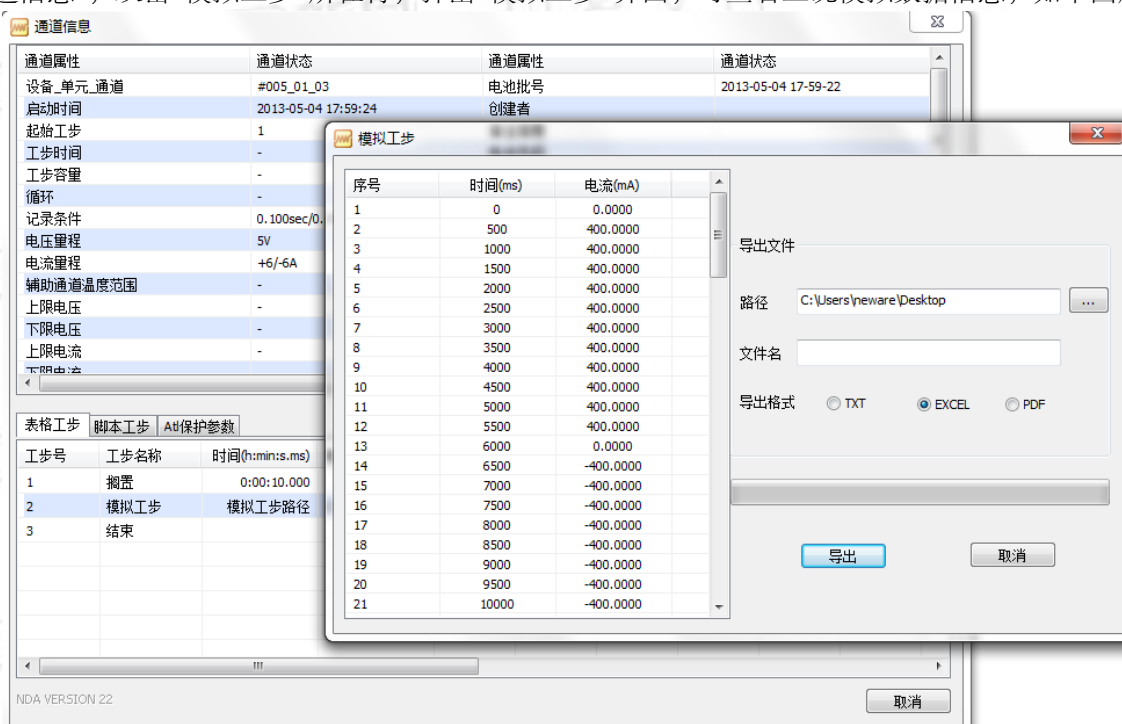 通道信息
通道属性 通道状态 通道属性 通道状态
设备_单元_通道 #005_01_03 电池批号 2013-05-04 17-59-22
启动时间 2013-05-04 17:59:24 创建者
起始工步 1
工步时间 -
工步容量 -
循环 -
记录条件 0.100sec/0.
电压量程 5V
电流量程 +6/-6A
辅助通道温度范围 -
上限电压 -
下限电压 -
上限电流 -
下限电流
表格工步 脚本工步 Atl保护参数
工步号 工步名称 时间(h:min:s.ms)
1 搁置 0:00:10.000
2 模拟工步 模拟工步路径
3 结束
NDA VERSION 22
取消
模拟工步
序号 时间(ms) 电流(mA)
1 0 0.0000
2 500 400.0000
3 1000 400.0000
4 1500 400.0000
5 2000 400.0000
6 2500 400.0000
7 3000 400.0000
8 3500 400.0000
9 4000 400.0000
10 4500 400.0000
11 5000 400.0000
12 5500 400.0000
13 6000 0.0000
14 6500 -400.0000
15 7000 -400.0000
16 7500 -400.0000
17 8000 -400.0000
18 8500 -400.0000
19 9000 -400.0000
20 9500 -400.0000
21 10000 -400.0000
导出文件
路径 C:\Users\neware\Desktop ...
文件名
导出格式 TXT EXCEL PDF
导出 取消